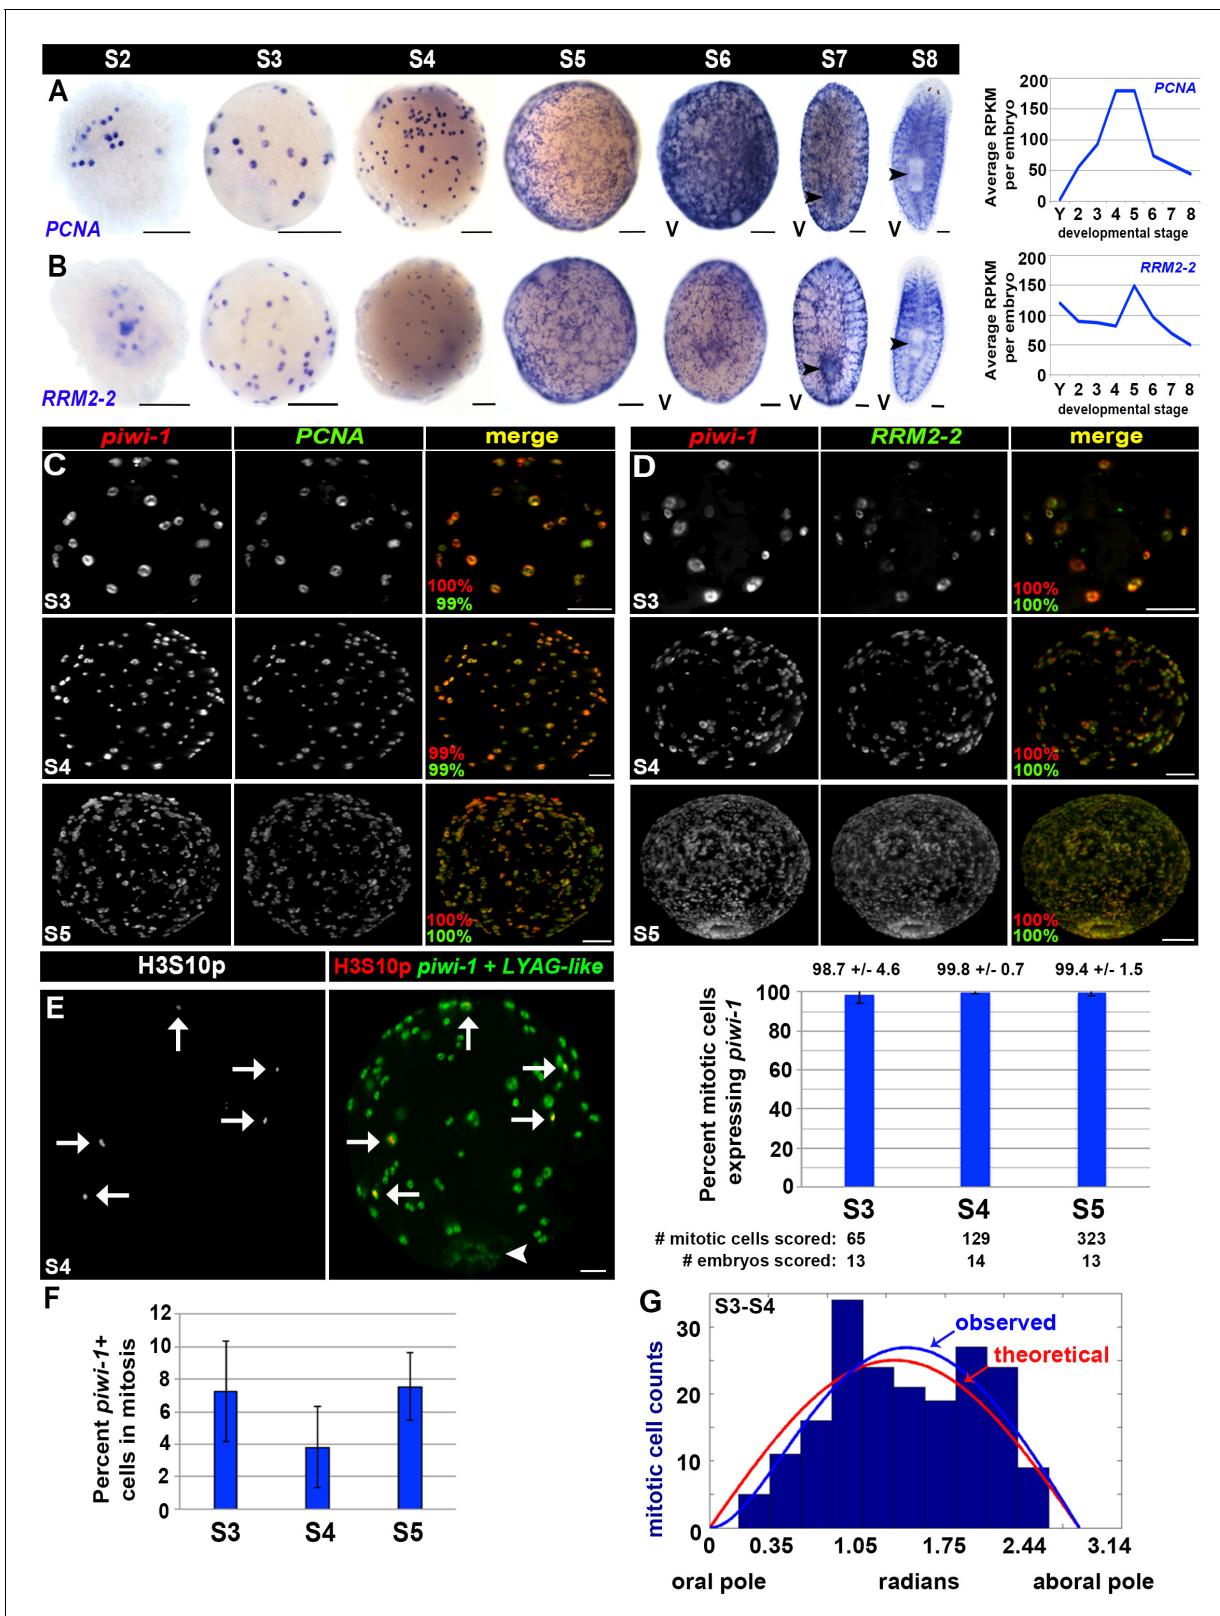 S2 S3 S4 S5 S6 S7 S8
A
PCNA
V V V
200
150
100
50
0
Average RPKM
per embryo
PCNA
Y 2 3 4 5 6 7 8
developmental stage
B
RRM2-2
V V V
200
150
100
50
0
Average RPKM
per embryo
RRM2-2
Y 2 3 4 5 6 7 8
developmental stage
piwi-1 PCNA merge
C
S3
100%
99%
S4
99%
99%
S5
100%
100%
piwi-1 RRM2-2 merge
D
S3
100%
100%
S4
100%
100%
S5
100%
100%
H3S10p
H3S10p piwi-1 + LYAG-like
E
S4
98.7 +/- 4.6 99.8 +/- 0.7 99.4 +/- 1.5
Percent mitotic cells
expressing piwi-1
100
80
60
40
20
0
S3 S4 S5
# mitotic cells scored: 65 129 323
# embryos scored: 13 14 13
F
Percent piwi-1+
cells in mitosis
12
10
8
6
4
2
0
S3 S4 S5
G
S3-S4
observed
theoretical
mitotic cell counts
30
20
10
0
0 0.35 1.05 1.75 2.44 3.14
oral pole radians aboral pole